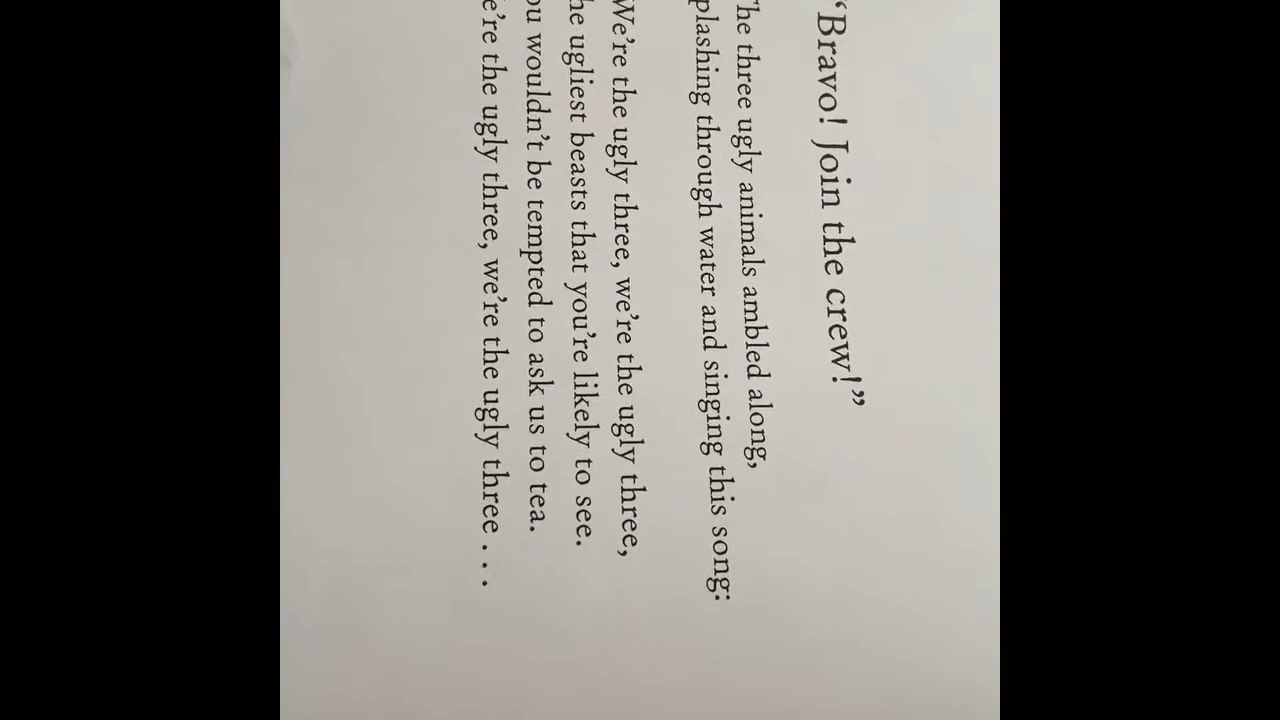 “Bravo! Join the crew!”
The three ugly animals ambled along,
plashing through water and singing this song:
We’re the ugly three, we’re the ugly three,
he ugliest beasts that you’re likely to see.
ou wouldn’t be tempted to ask us to tea.
e’re the ugly three, we’re the ugly three . . .